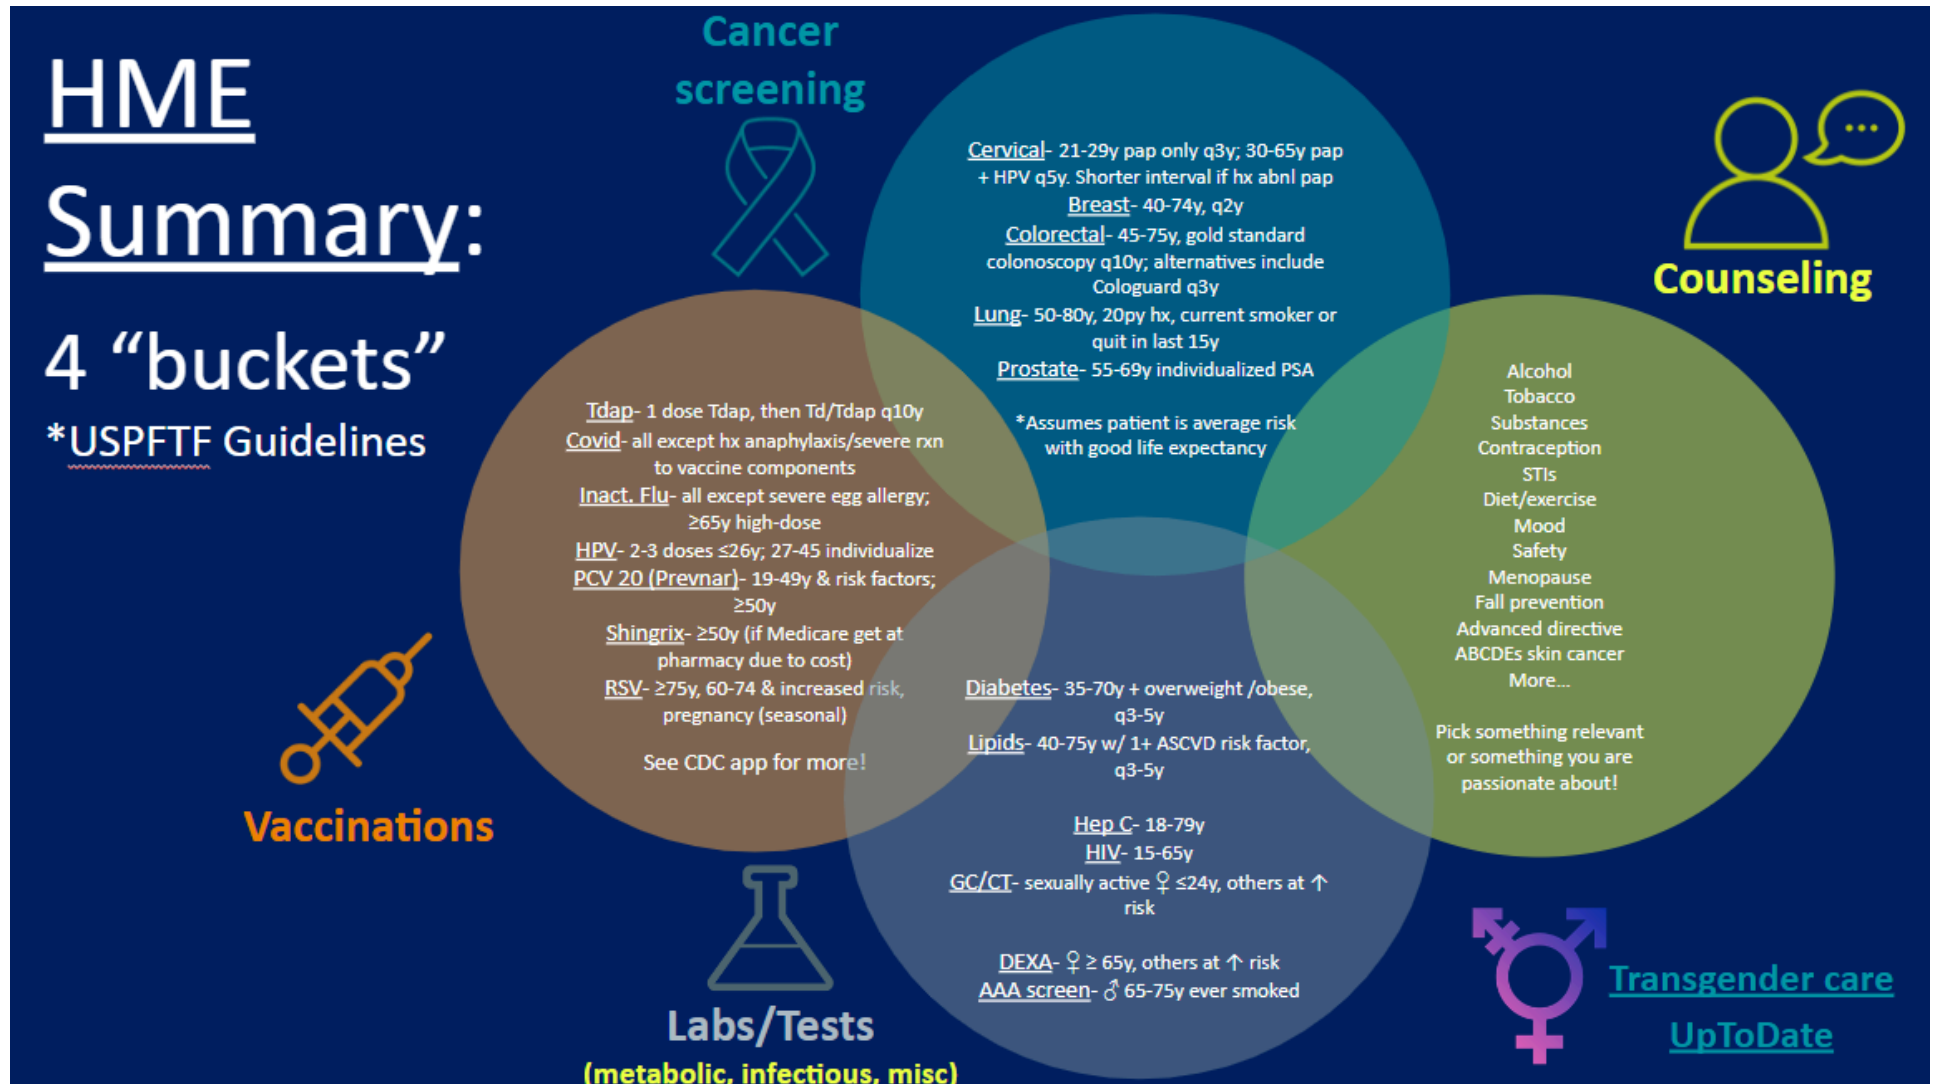 HME
Summary:
4 “buckets”
*USPFTF Guidelines
Cancer
screening
Cervical- 21-29y pap only q3y; 30-65y pap
+ HPV q5y. Shorter interval if hx abnl pap
Breast- 40-74y, q2y
Colorectal- 45-75y, gold standard
colonoscopy q10y; alternatives include
Cologuard q3y
Lung- 50-80y, 20py hx, current smoker or
quit in last 15y
Prostate- 55-69y individualized PSA
*Assumes patient is average risk
with good life expectancy
Counseling
Alcohol
Tobacco
Substances
Contraception
STIs
Diet/exercise
Mood
Safety
Menopause
Fall prevention
Advanced directive
ABCDEs skin cancer
More...
Pick something relevant
or something you are
passionate about!
Tdap- 1 dose Tdap, then Td/Tdap q10y
Covid- all except hx anaphylaxis/severe rxn
to vaccine components
Inact. Flu- all except severe egg allergy;
≥65y high-dose
HPV- 2-3 doses ≤26y; 27-45 individualize
PCV 20 (Prevnar)- 19-49y & risk factors;
≥50y
Shingrix- ≥50y (if Medicare get at
pharmacy due to cost)
RSV- ≥75y, 60-74 & increased risk,
pregnancy (seasonal)
See CDC app for more!
Vaccinations
Diabetes- 35-70y + overweight /obese,
q3-5y
Lipids- 40-75y w/ 1+ ASCVD risk factor,
q3-5y
Hep C- 18-79y
HIV- 15-65y
GC/CT- sexually active ♀ ≤24y, others at ↑
risk
DEXA- ♀ ≥ 65y, others at ↑ risk
AAA screen- ♂ 65-75y ever smoked
Labs/Tests
(metabolic, infectious, misc)
Transgender care
UpToDate